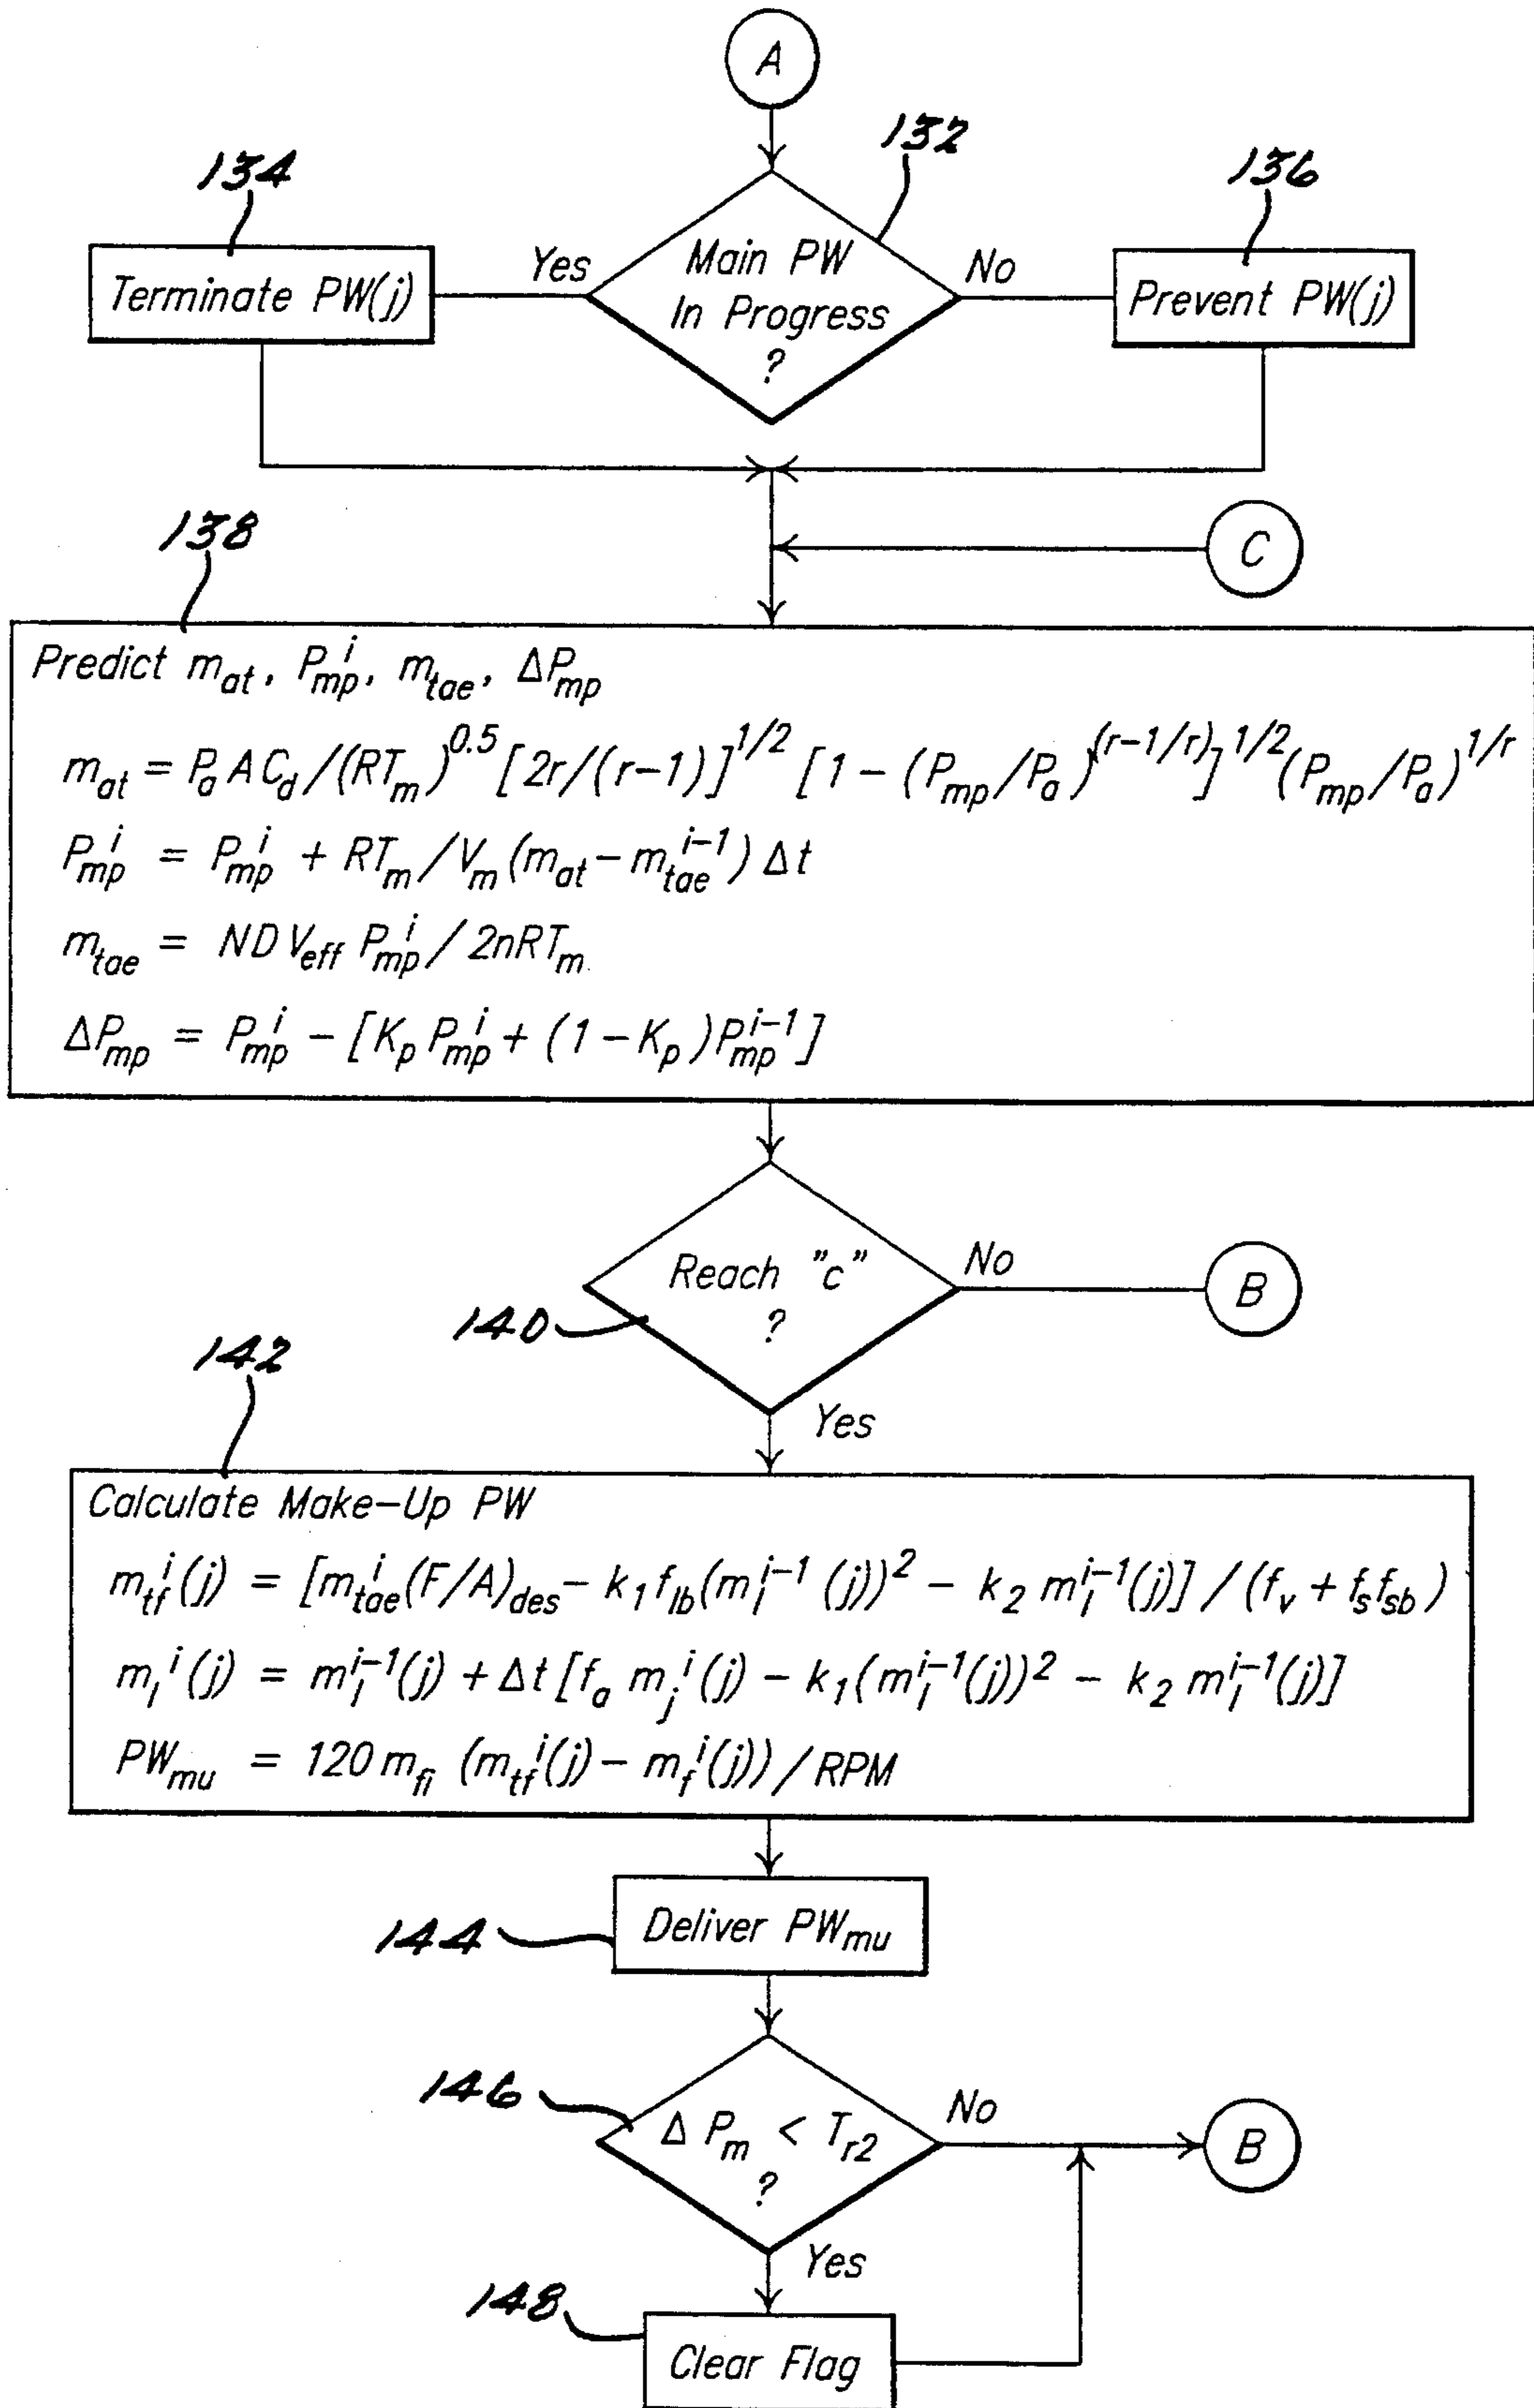 A
132
134
136
Yes
Main PW
In Progress
?
No
Terminate PW(j)
Prevent PW(j)
138
C
Predict m_at, P_mp^i, m_tae, ΔP_mp
m_at = P_a A C_d /(RT_m)^0.5 [2r/(r-1)]^1/2 [1-(P_mp/P_a)^(r-1/r)]^1/2 (P_mp/P_a)^1/r
P_mp^i = P_mp^i + RT_m/V_m (m_at - m_tae^i-1) Δt
m_tae = ND V_eff P_mp^i / 2nRT_m
ΔP_mp = P_mp^i - [K_p P_mp^i + (1-K_p)P_mp^i-1]
Reach "c"
?
No
B
140
142
Yes
Calculate Make-Up PW
m_tf^i(j) = [m_tae^i(F/A)_des - k_1 f_lb(m_l^i-1 (j))^2 - k_2 m_l^i-1(j)] / (f_v + f_s f_sb)
m_l^i(j) = m_l^i-1(j) + Δt [f_a m_j^i(j) - k_1(m_l^i-1(j))^2 - k_2 m_l^i-1(j)]
PW_mu = 120 m_fi (m_tf^i(j) - m_f^i(j)) / RPM
144
Deliver PW_mu
146
Δ P_m < T_r2
?
No
B
Yes
148
Clear Flag